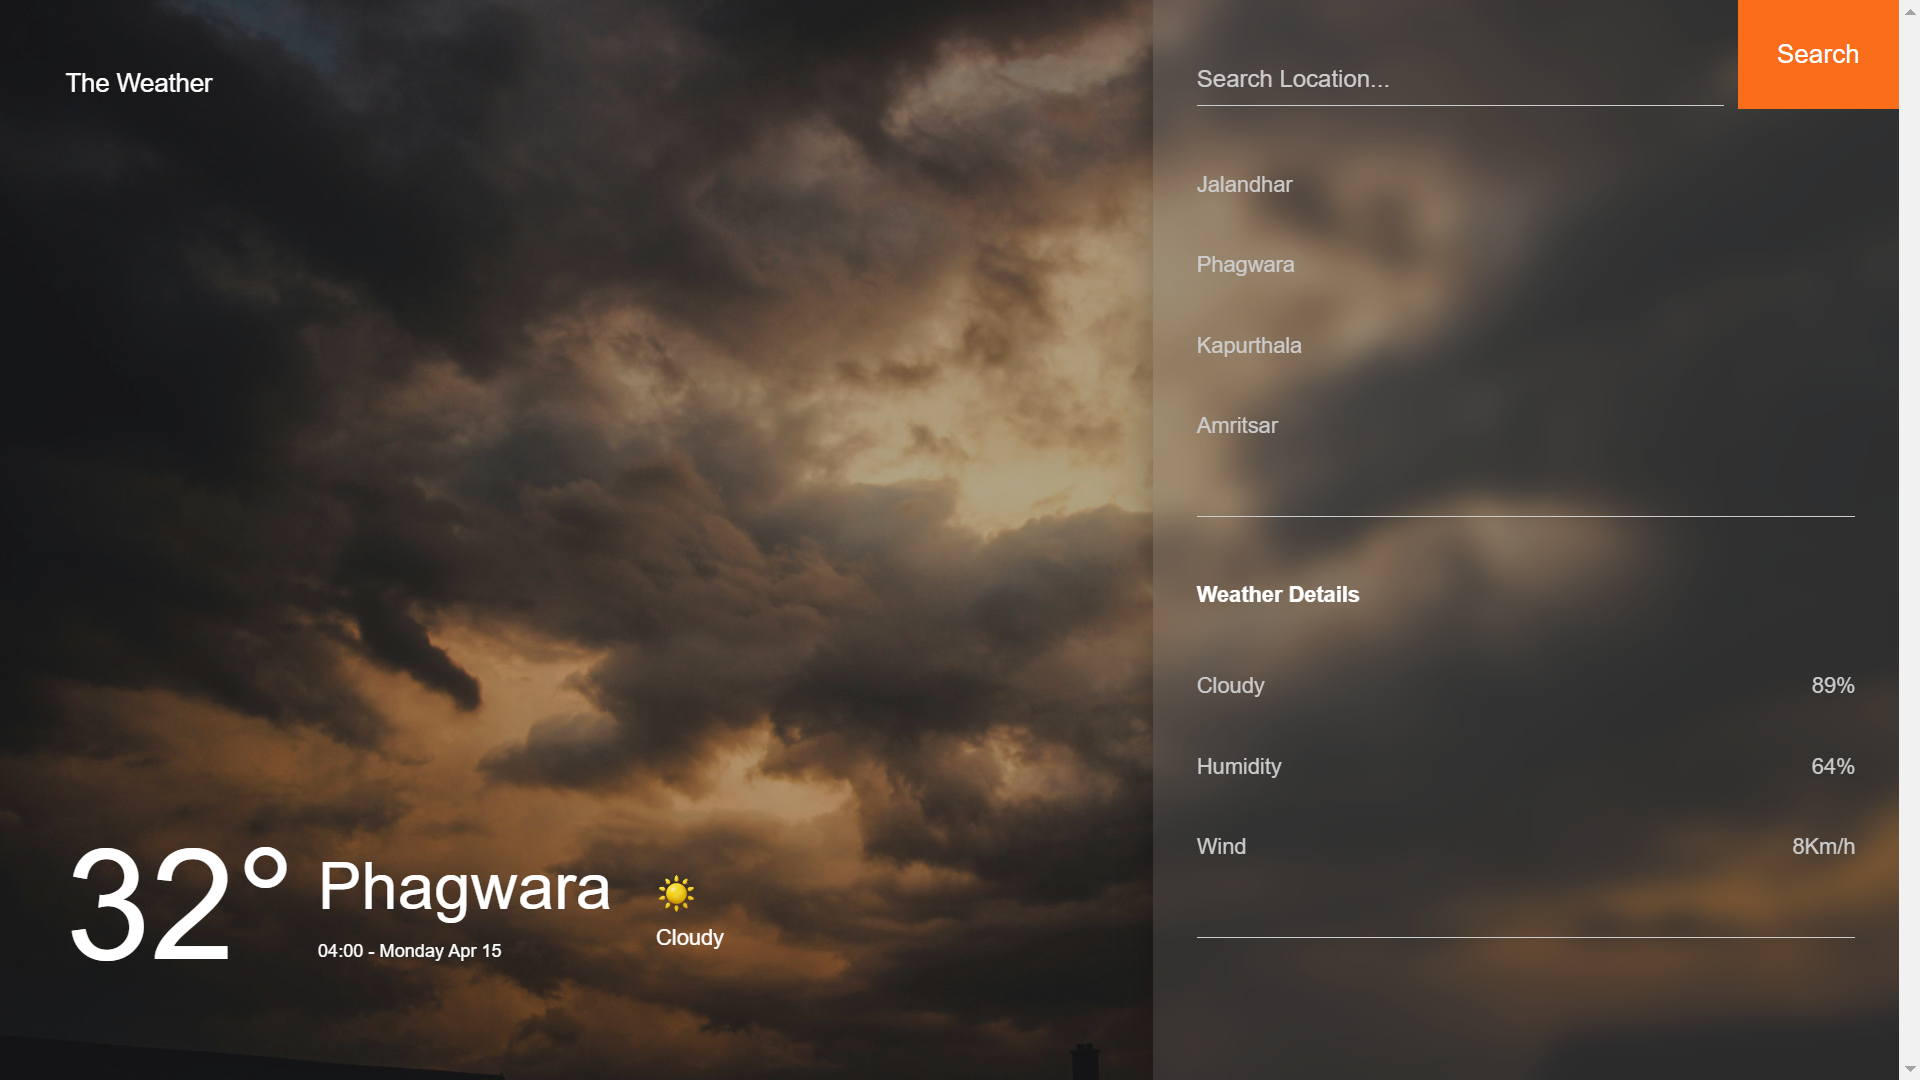 The Weather
32°
Phagwara
04:00 - Monday Apr 15
Cloudy
Search Location...
Search
Jalandhar
Phagwara
Kapurthala
Amritsar
Weather Details
Cloudy 89%
Humidity 64%
Wind 8Km/h